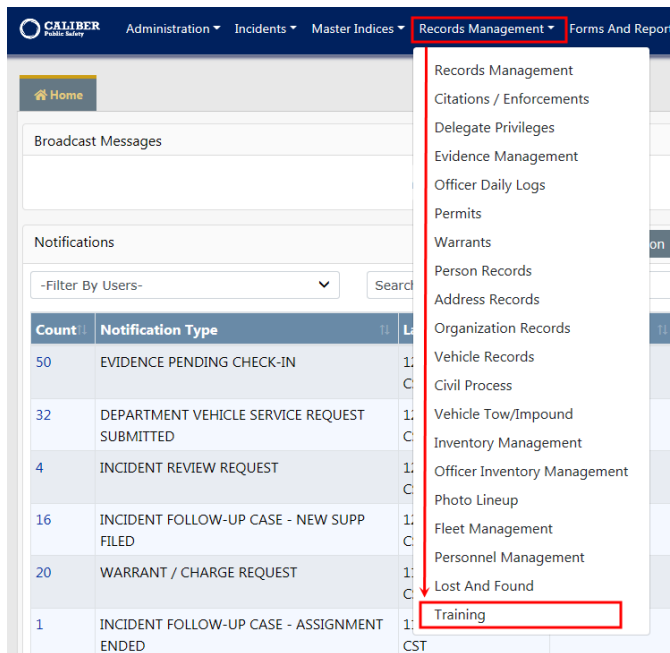 CALIBER
Public Safety
Administration
Incidents
Master Indices
Records Management
Forms And Report
Home
Broadcast Messages
Notifications
on
-Filter By Users-
Search
Count
Notification Type
50
EVIDENCE PENDING CHECK-IN
32
DEPARTMENT VEHICLE SERVICE REQUEST
SUBMITTED
4
INCIDENT REVIEW REQUEST
16
INCIDENT FOLLOW-UP CASE - NEW SUPP
FILED
20
WARRANT / CHARGE REQUEST
1
INCIDENT FOLLOW-UP CASE - ASSIGNMENT
ENDED
CST
Records Management
Citations / Enforcements
Delegate Privileges
Evidence Management
Officer Daily Logs
Permits
Warrants
Person Records
Address Records
Organization Records
Vehicle Records
Civil Process
Vehicle Tow/Impound
Inventory Management
Officer Inventory Management
Photo Lineup
Fleet Management
Personnel Management
Lost And Found
Training